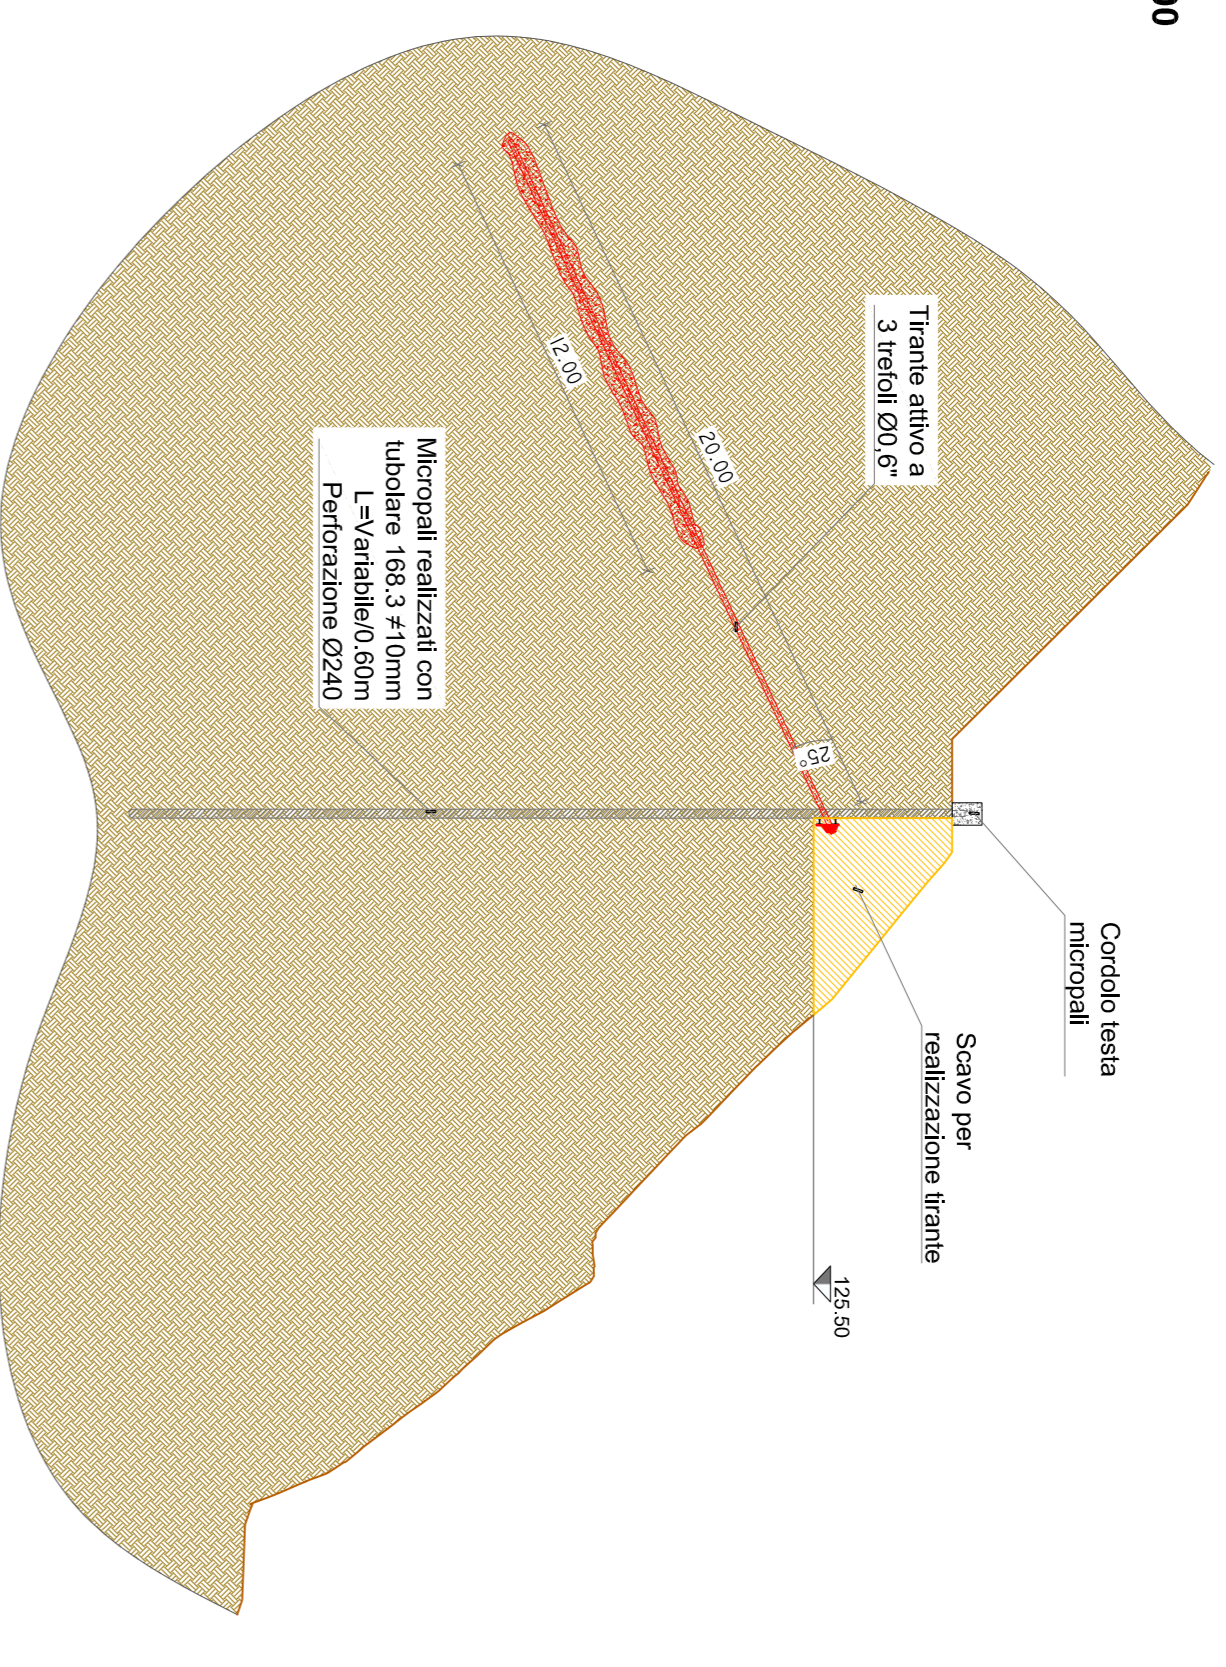 00
Tirante attivo a
3 trefoli Ø0,6"
20.00
12.00
25°
Micropali realizzati con
tubolare 168.3 ≠10mm
L=Variabile/0.60m
Perforazione Ø240
Cordolo testa
micropali
Scavo per
realizzazione tirante
125.50